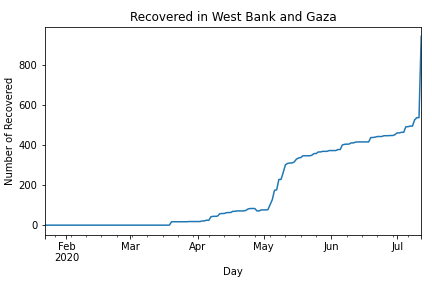 Recovered in West Bank and Gaza
Number of Recovered
800
600
400
200
0
Feb
2020
Mar
Apr
May
Jun
Jul
Day